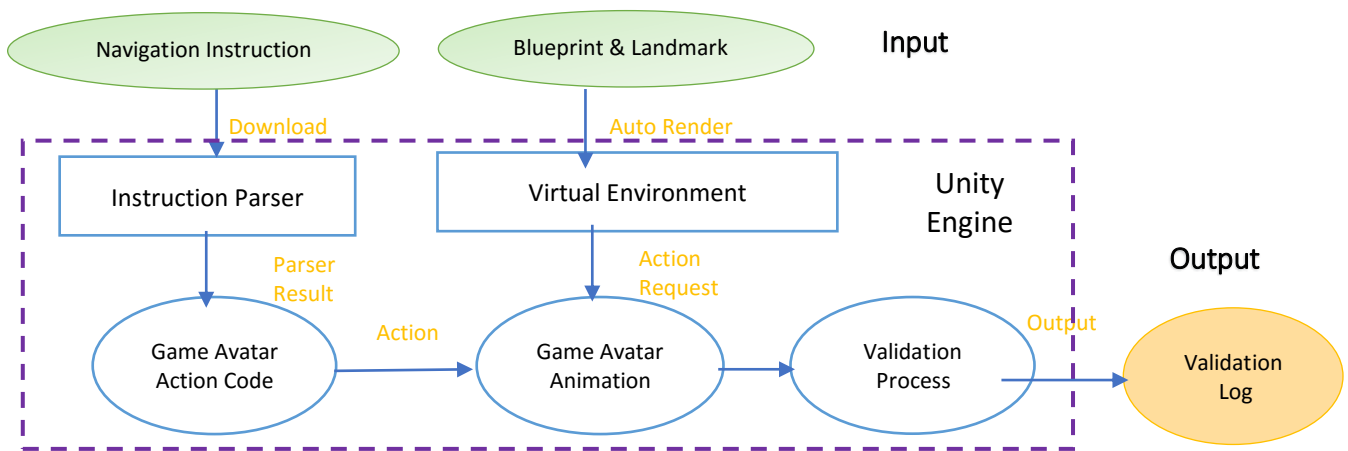 Navigation Instruction
Blueprint & Landmark
Input
Download
Auto Render
Instruction Parser
Virtual Environment
Unity
Engine
Parser
Result
Action
Request
Output
Game Avatar
Action Code
Action
Game Avatar
Animation
Validation
Process
Output
Validation
Log